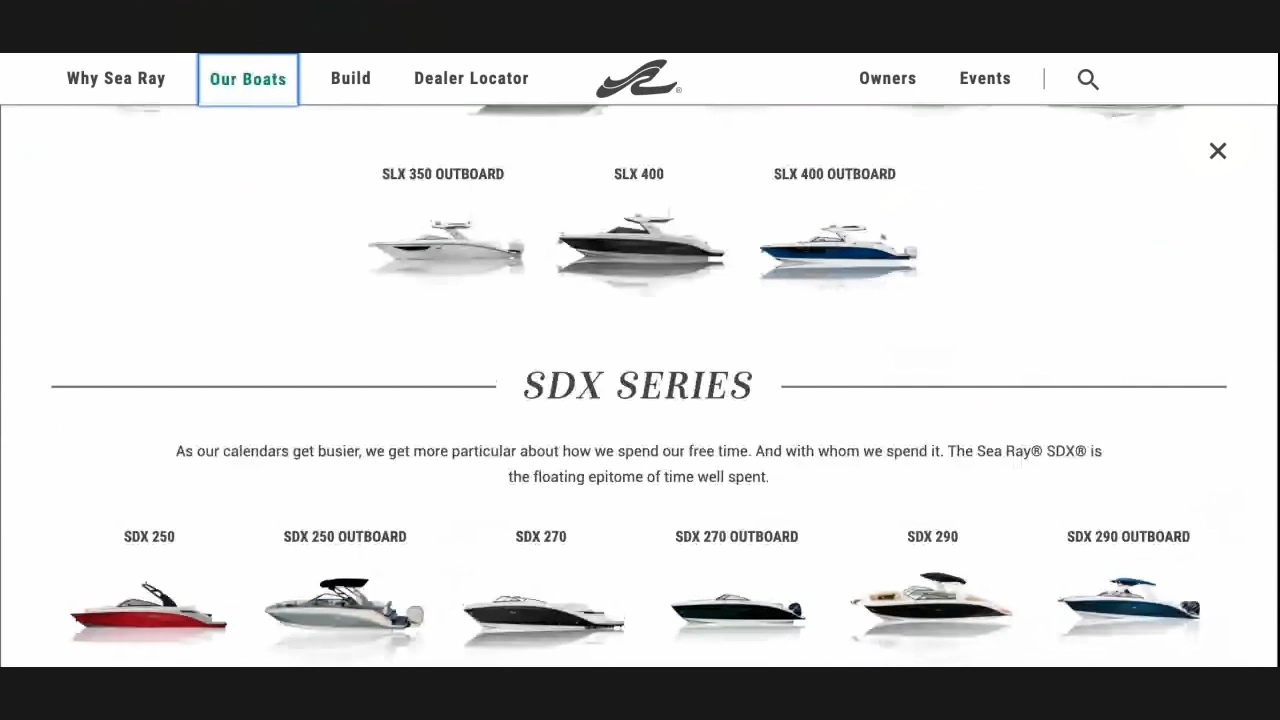 Why Sea Ray Our Boats Build Dealer Locator ® Owners Events
SLX 350 OUTBOARD SLX 400 SLX 400 OUTBOARD
SDX SERIES
As our calendars get busier, we get more particular about how we spend our free time. And with whom we spend it. The Sea Ray® SDX® is
the floating epitome of time well spent.
SDX 250 SDX 250 OUTBOARD SDX 270 SDX 270 OUTBOARD SDX 290 SDX 290 OUTBOARD